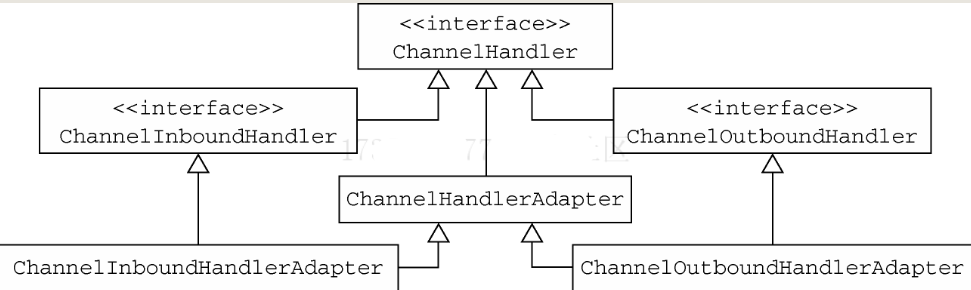 <<interface>>
ChannelHandler
<<interface>>
ChannelInboundHandler
<<interface>>
ChannelOutboundHandler
ChannelHandlerAdapter
ChannelInboundHandlerAdapter
ChannelOutboundHandlerAdapter